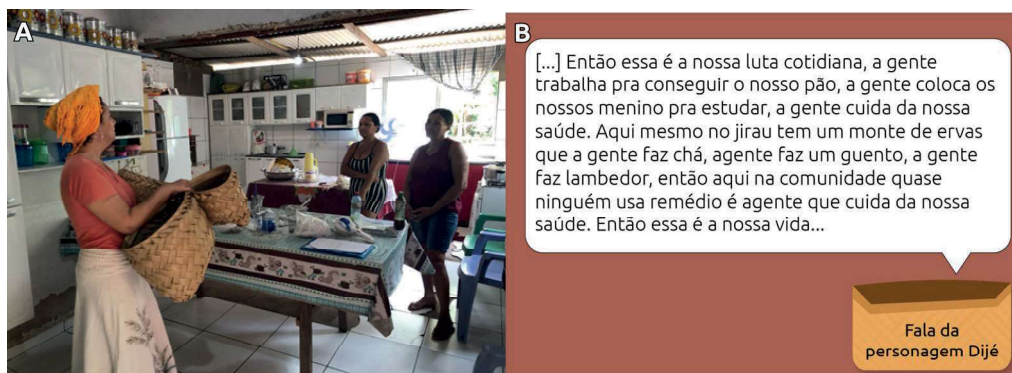 A
B
[...] Então essa é a nossa luta cotidiana, a gente
trabalha pra conseguir o nosso pão, a gente coloca os
nossos menino pra estudar, a gente cuida da nossa
saúde. Aqui mesmo no jirau tem um monte de ervas
que a gente faz chá, agente faz um guento, a gente
faz lambedor, então aqui na comunidade quase
ninguém usa remédio é agente que cuida da nossa
saúde. Então essa é a nossa vida...
Fala da
personagem Dijé